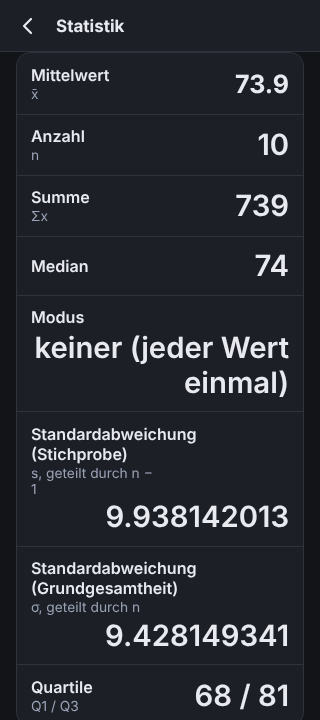 Statistik
Mittelwert
x̄
73.9
Anzahl
n
10
Summe
Σx
739
Median
74
Modus
keiner (jeder Wert
einmal)
Standardabweichung
(Stichprobe)
s, geteilt durch n −
1
9.938142013
Standardabweichung
(Grundgesamtheit)
σ, geteilt durch n
9.428149341
Quartile
Q1 / Q3
68 / 81